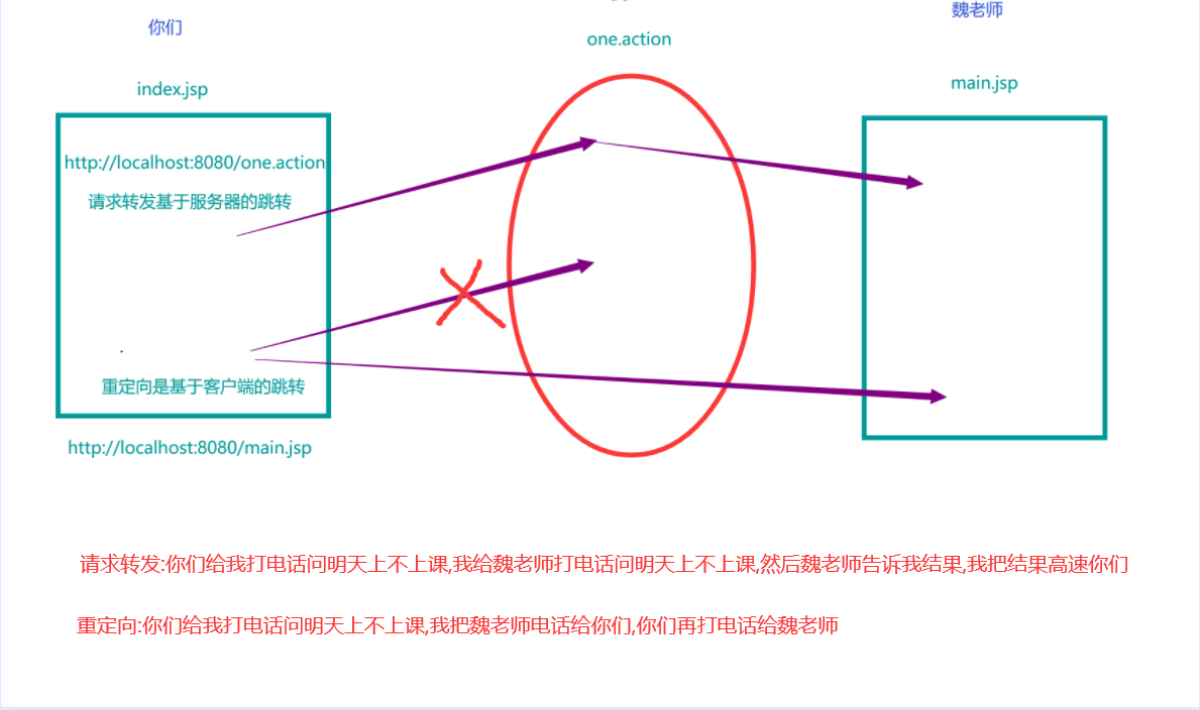 你们
魏老师
one.action
index.jsp
main.jsp
http://localhost:8080/one.action
请求转发基于服务器的跳转
重定向是基于客户端的跳转
http://localhost:8080/main.jsp
请求转发:你们给我打电话问明天上不上课,我给魏老师打电话问明天上不上课,然后魏老师告诉我结果,我把结果高速你们
重定向:你们给我打电话问明天上不上课,我把魏老师电话给你们,你们再打电话给魏老师